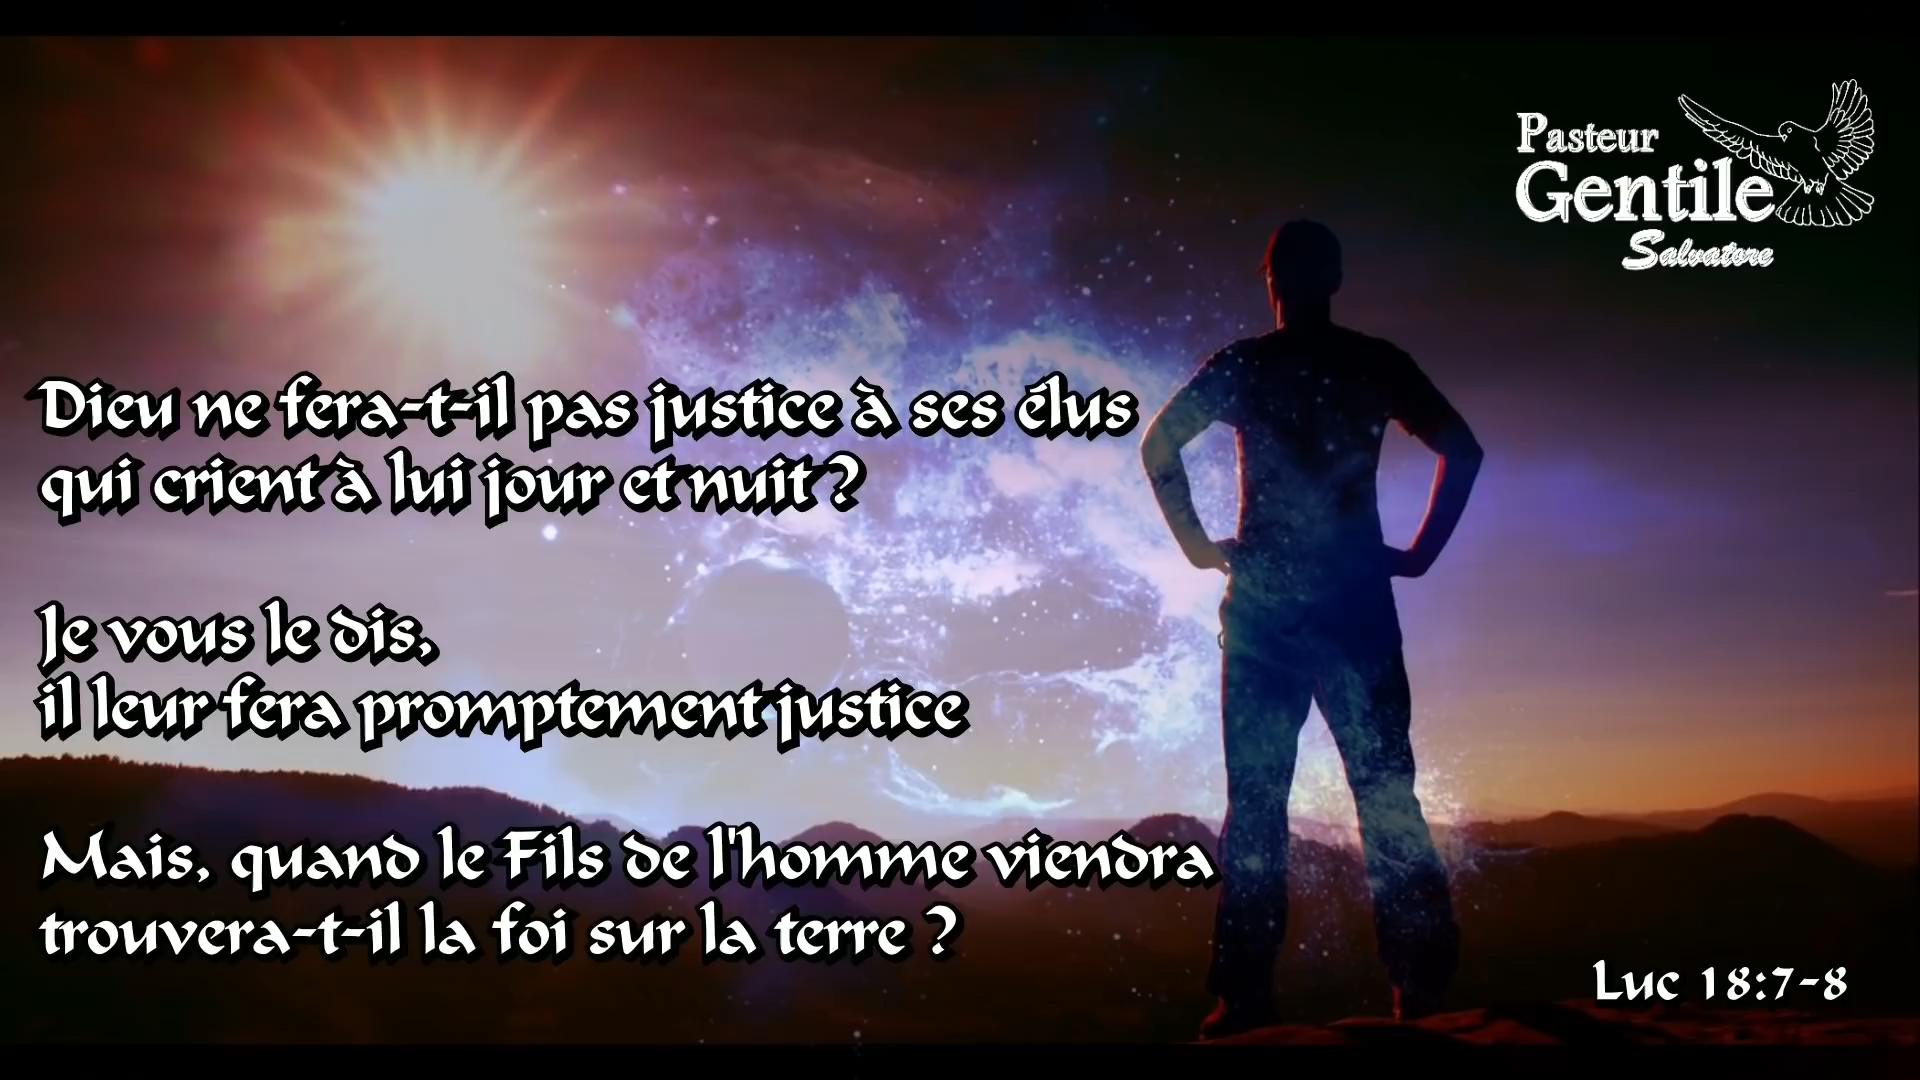 Pasteur
Gentile
Salvatore
Dieu ne fera-t-il pas justice à ses élus
qui crient à lui jour et nuit ?
Je vous le dis,
il leur fera promptement justice
Mais, quand le Fils de l'homme viendra
trouvera-t-il la foi sur la terre ?
Luc 18:7-8